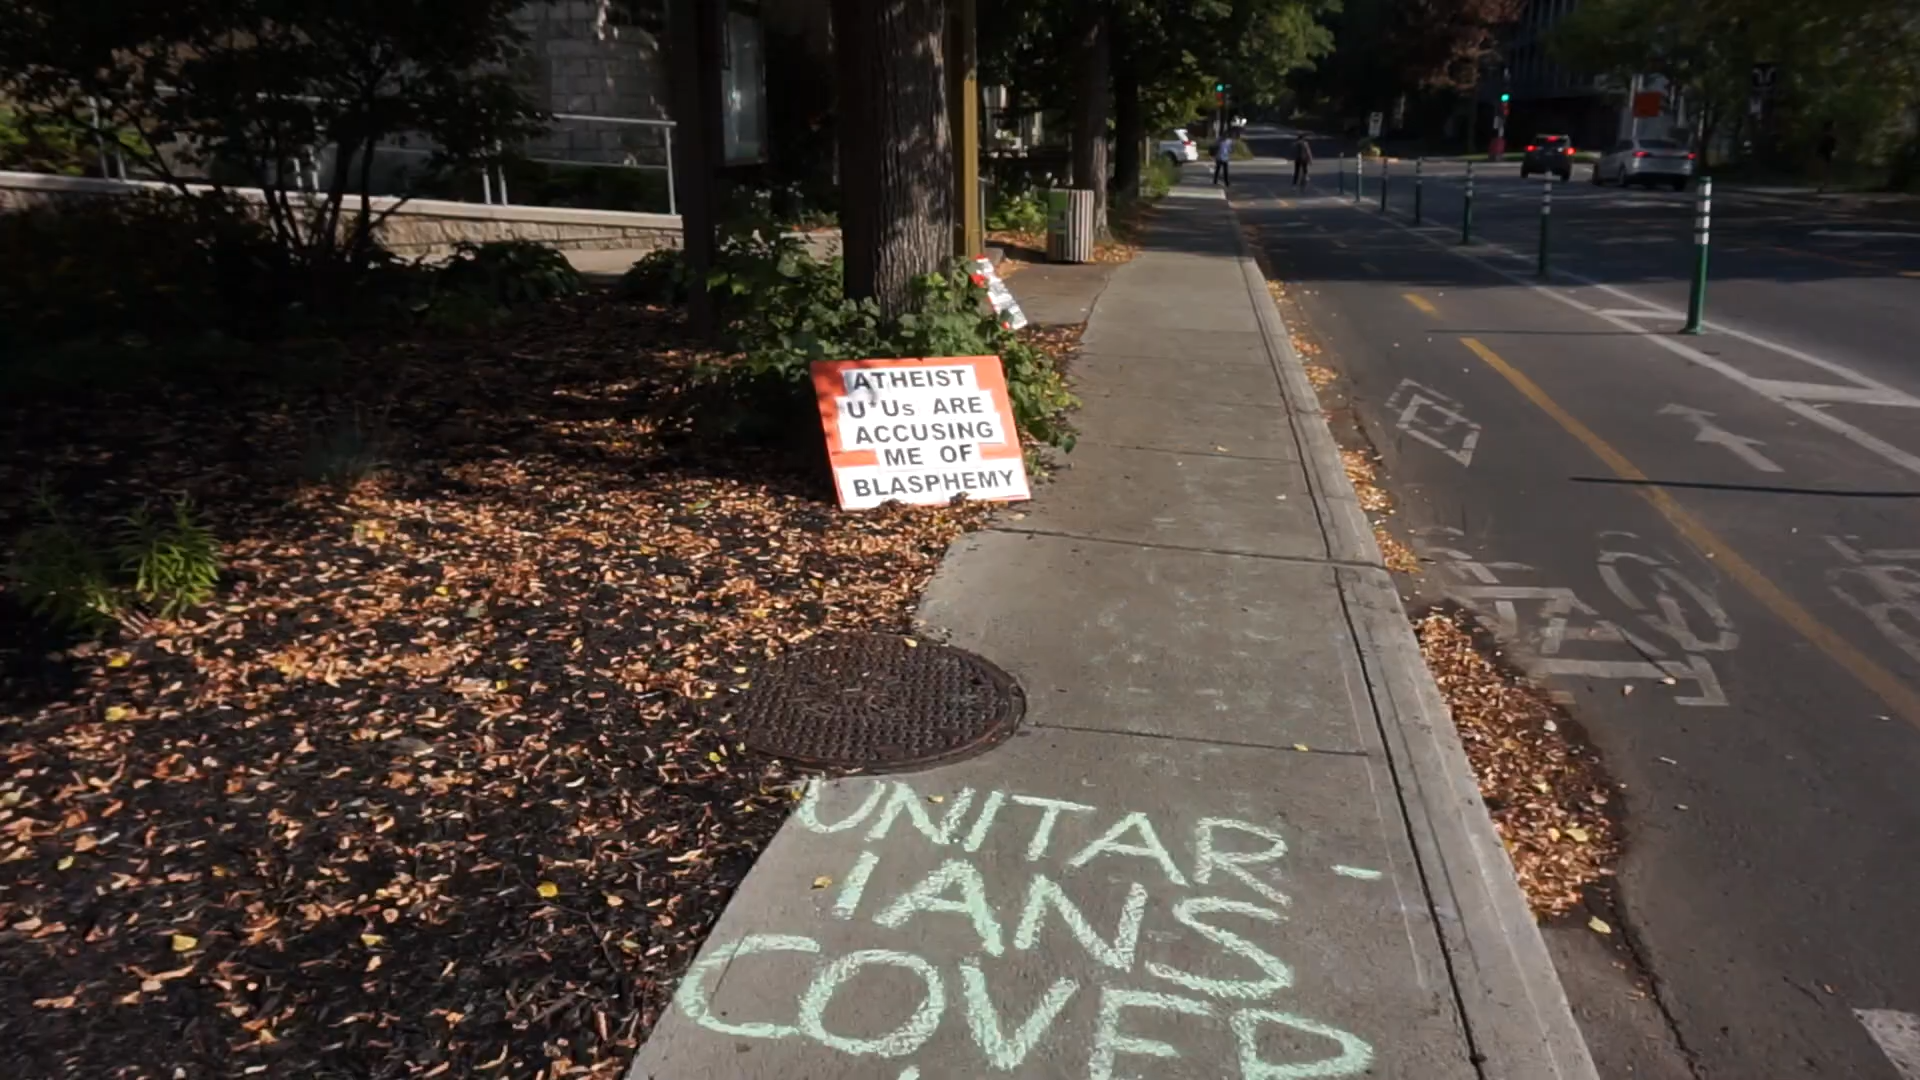 ATHEIST
U*Us ARE
ACCUSING
ME OF
BLASPHEMY
UNITAR-
IANS
COVER